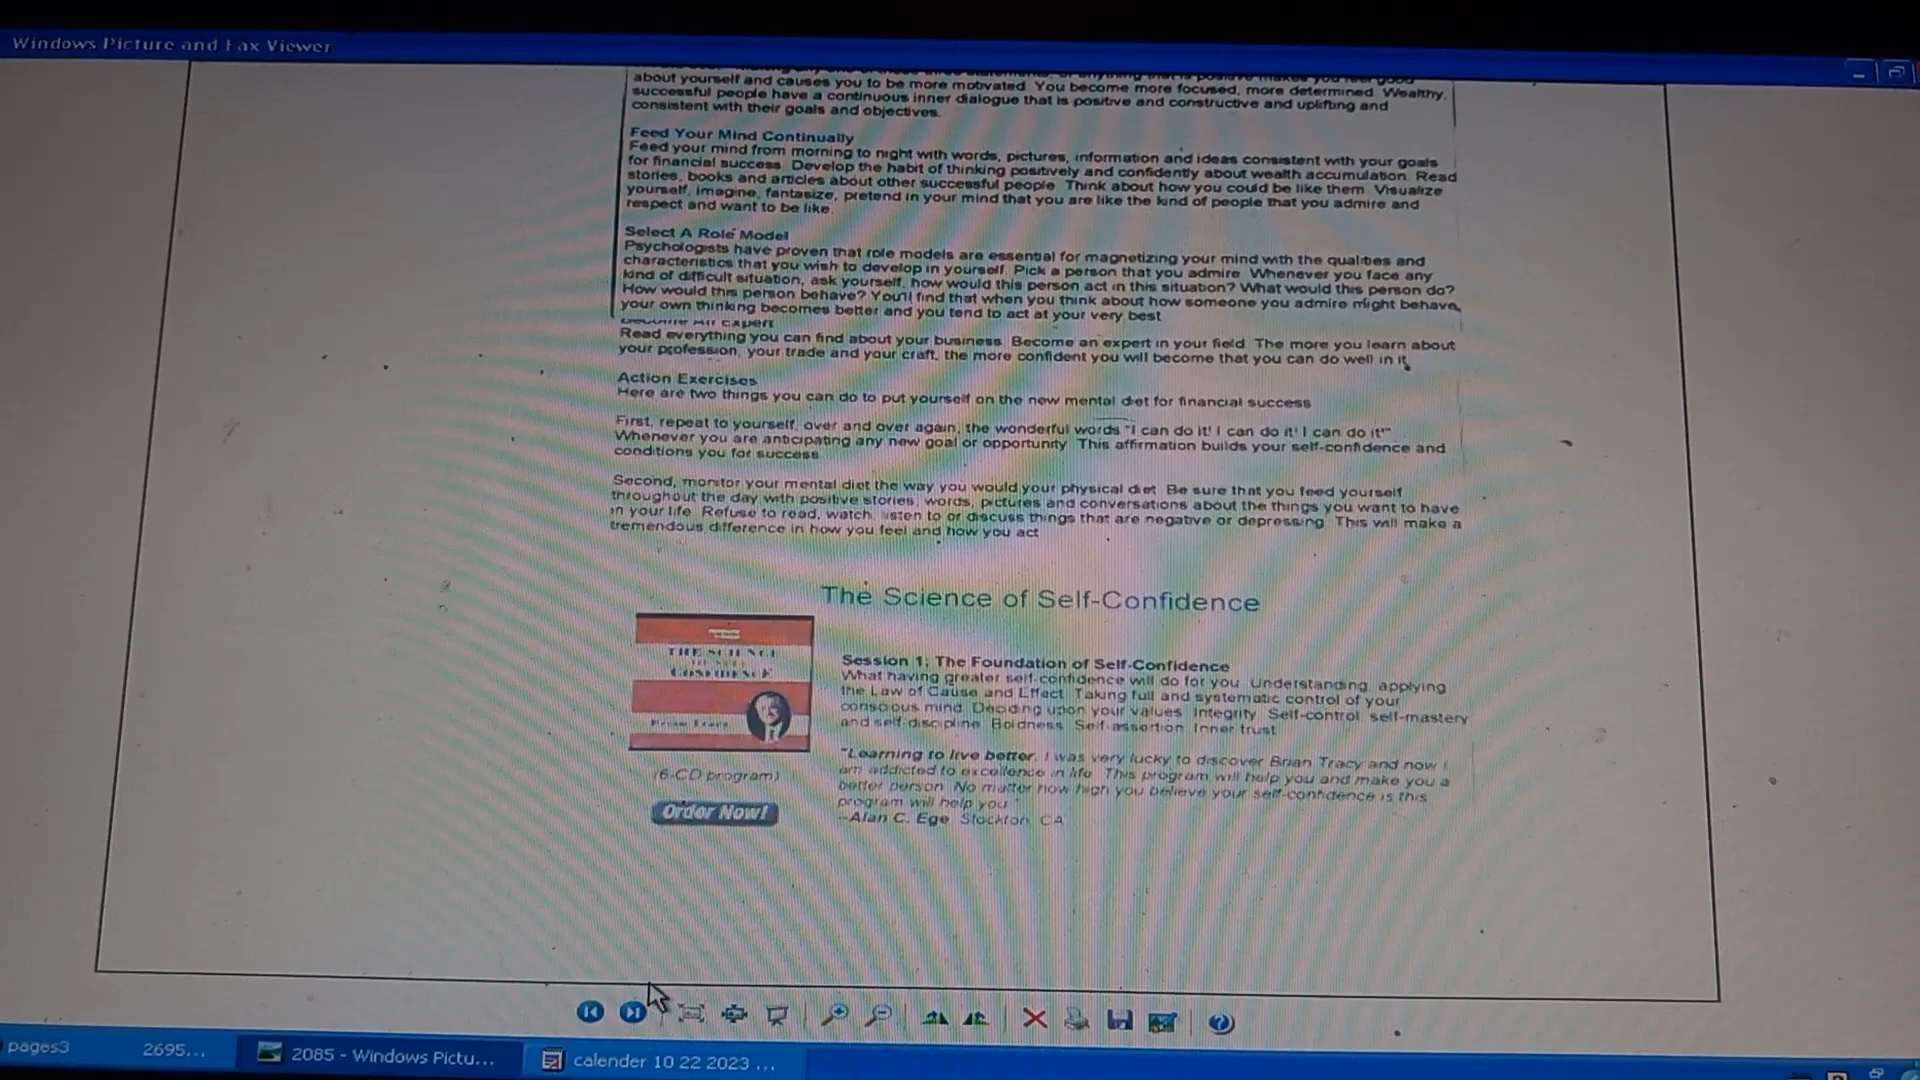 Windows Picture and Fax Viewer
about yourself and causes you to be more motivated. You become more focused, more determined. Wealthy,
successful people have a continuous inner dialogue that is positive and constructive and uplifting and
consistent with their goals and objectives.
Feed Your Mind Continually
Feed your mind from morning to night with words, pictures, information and ideas consistent with your goals
for financial success. Develop the habit of thinking positively and confidently about wealth accumulation. Read
stories, books and articles about other successful people. Think about how you could be like them. Visualize
yourself, imagine, fantasize, pretend in your mind that you are like the kind of people that you admire and
respect and want to be like.
Select A Role Model
Psychologists have proven that role models are essential for magnetizing your mind with the qualities and
characteristics that you wish to develop in yourself. Pick a person that you admire. Whenever you face any
kind of difficult situation, ask yourself, how would this person act in this situation? What would this person do?
How would this person behave? You'll find that when you think about how someone you admire might behave,
your own thinking becomes better and you tend to act at your very best
Become An Expert
Read everything you can find about your business. Become an expert in your field. The more you learn about
your profession, your trade and your craft, the more confident you will become that you can do well in it.
Action Exercises
Here are two things you can do to put yourself on the new mental diet for financial success
First, repeat to yourself, over and over again, the wonderful words "I can do it! I can do it! I can do it!"
Whenever you are anticipating any new goal or opportunity. This affirmation builds your self-confidence and
conditions you for success.
Second, monitor your mental diet the way you would your physical diet. Be sure that you feed yourself
throughout the day with positive stories, words, pictures and conversations about the things you want to have
in your life. Refuse to read, watch, listen to or discuss things that are negative or depressing. This will make a
tremendous difference in how you feel and how you act
The Science of Self-Confidence
THE SCIENCE
OF SELF
CONFIDENCE
Brian Tracy
Session 1: The Foundation of Self-Confidence
What having greater self-confidence will do for you. Understanding, applying
the Law of Cause and Effect. Taking full and systematic control of your
conscious mind. Deciding upon your values. Integrity. Self-control, self-mastery
and self-discipline. Boldness. Self-assertion. Inner trust
"Learning to live better. I was very lucky to discover Brian Tracy and now I
am addicted to excellence in life. This program will help you and make you a
better person. No matter how high you believe your self-confidence is this
program will help you."
--Alan C. Ege Stockton, CA
(6-CD program)
Order Now!
pages3
2695...
2085 - Windows Pictu...
calender 10 22 2023 ...